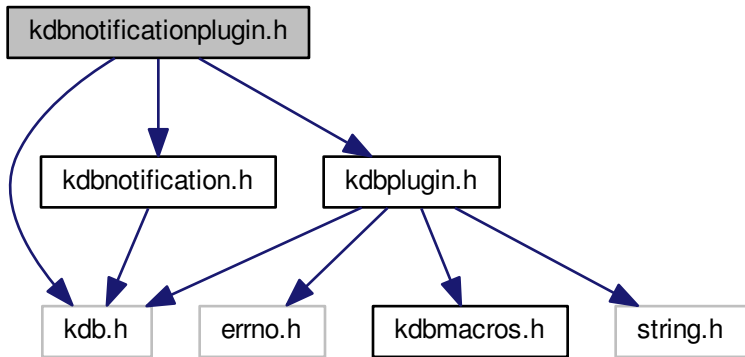 kdbnotificationplugin.h
kdbnotification.h
kdbplugin.h
kdb.h
errno.h
kdbmacros.h
string.h